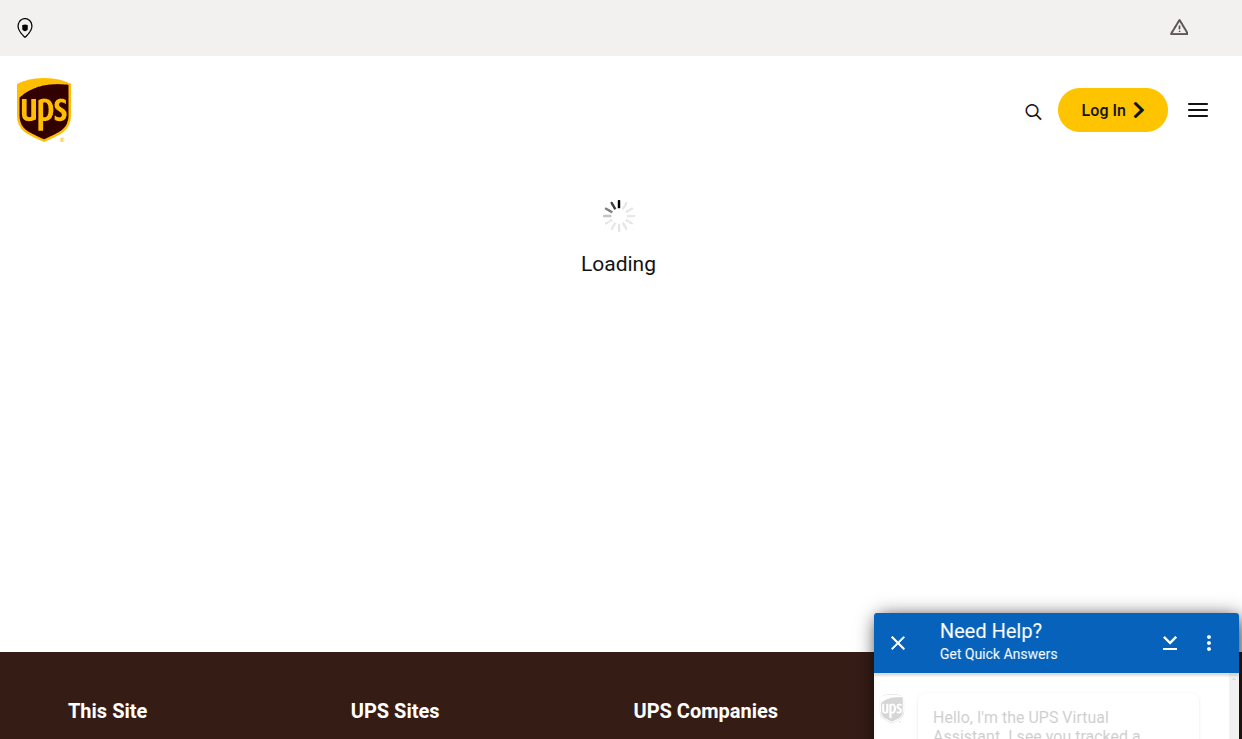 ups
Log In
Loading
Need Help?
Get Quick Answers
This Site
UPS Sites
UPS Companies
ups
Hello, I'm the UPS Virtual
Assistant. I see you tracked a